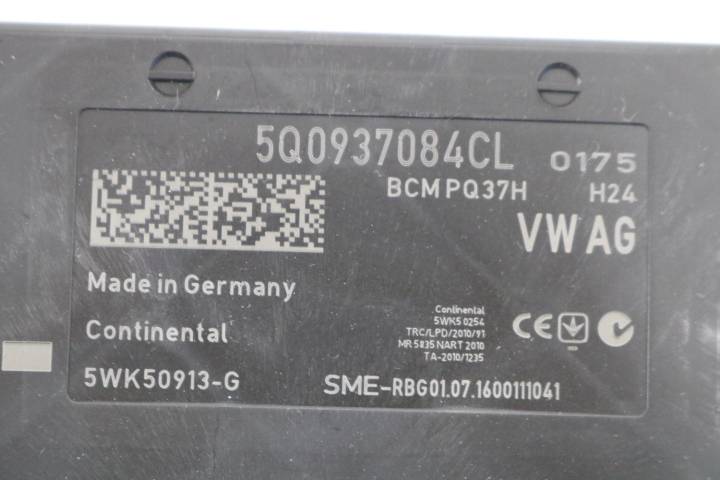 5Q0937084CL 0175
BCM PQ37H H24
VW AG
Made in Germany
Continental
5WK50913-G
Continental
5WK5 0254
TRC/LPD/2010/91
MR 5835 NART 2010
TA-2010/1235
CE
SME-RBG01.07.1600111041